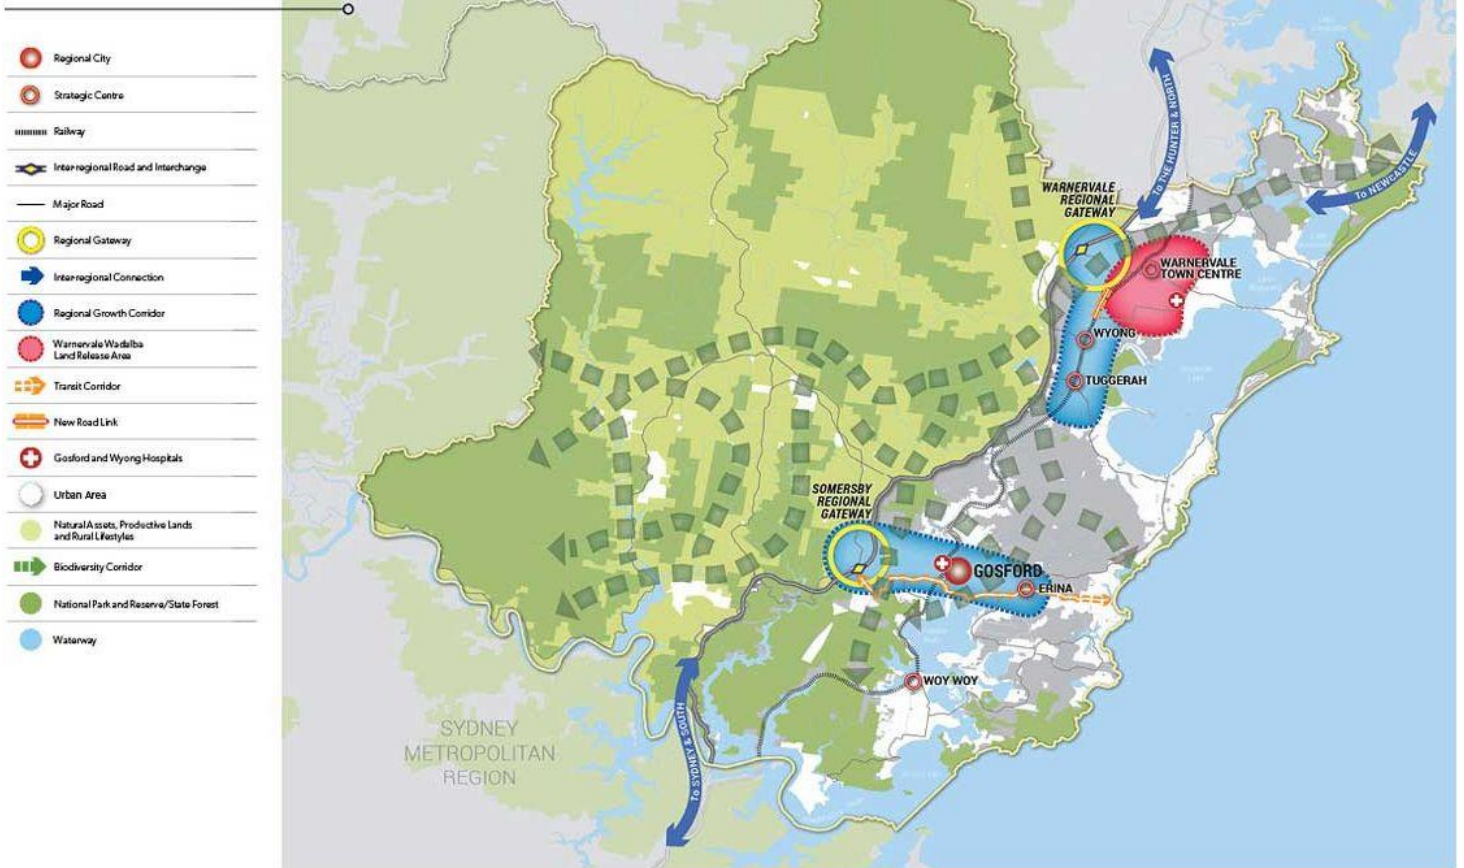 Regional City
Strategic Centre
Railway
Inter-regional Road and Interchange
Major Road
Regional Gateway
Inter-regional Connection
Regional Growth Corridor
Warnervale Wadalba
Land Release Area
Transit Corridor
New Road Link
Gosford and Wyong Hospitals
Urban Area
Natural Assets, Productive Lands
and Rural Lifestyles
Biodiversity Corridor
National Park and Reserve/State Forest
Waterway
To THE HUNTER & NORTH
To NEWCASTLE
WARNERVALE
REGIONAL
GATEWAY
WARNERVALE
TOWN CENTRE
WYONG
TUGGERAH
SOMERSBY
REGIONAL
GATEWAY
GOSFORD
ERINA
WOY WOY
SYDNEY
METROPOLITAN
REGION
To SYDNEY & SOUTH